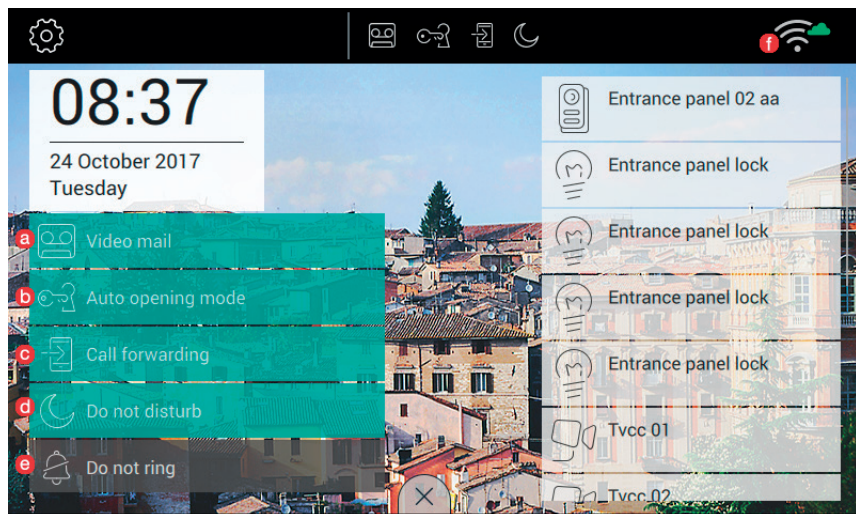 f
08:37
24 October 2017
Tuesday
a Video mail
b Auto opening mode
c Call forwarding
d Do not disturb
e Do not ring
Entrance panel 02 aa
Entrance panel lock
Entrance panel lock
Entrance panel lock
Entrance panel lock
Tvcc 01
Tvcc 02